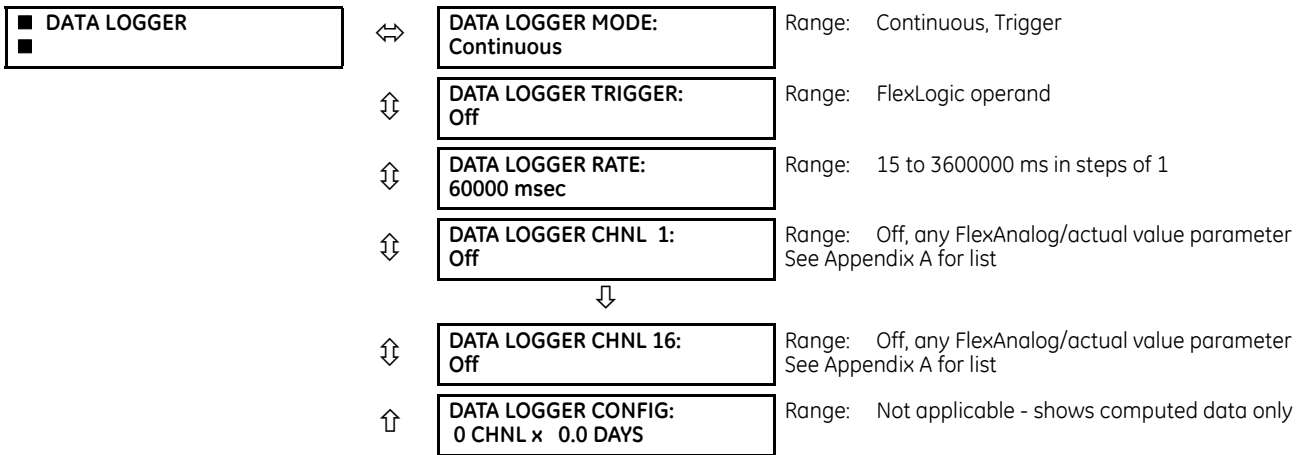 ■ DATA LOGGER
■
DATA LOGGER MODE:
Continuous
Range: Continuous, Trigger
DATA LOGGER TRIGGER:
Off
Range: FlexLogic operand
DATA LOGGER RATE:
60000 msec
Range: 15 to 3600000 ms in steps of 1
DATA LOGGER CHNL 1:
Off
Range: Off, any FlexAnalog/actual value parameter
See Appendix A for list
DATA LOGGER CHNL 16:
Off
Range: Off, any FlexAnalog/actual value parameter
See Appendix A for list
DATA LOGGER CONFIG:
0 CHNL x 0.0 DAYS
Range: Not applicable - shows computed data only